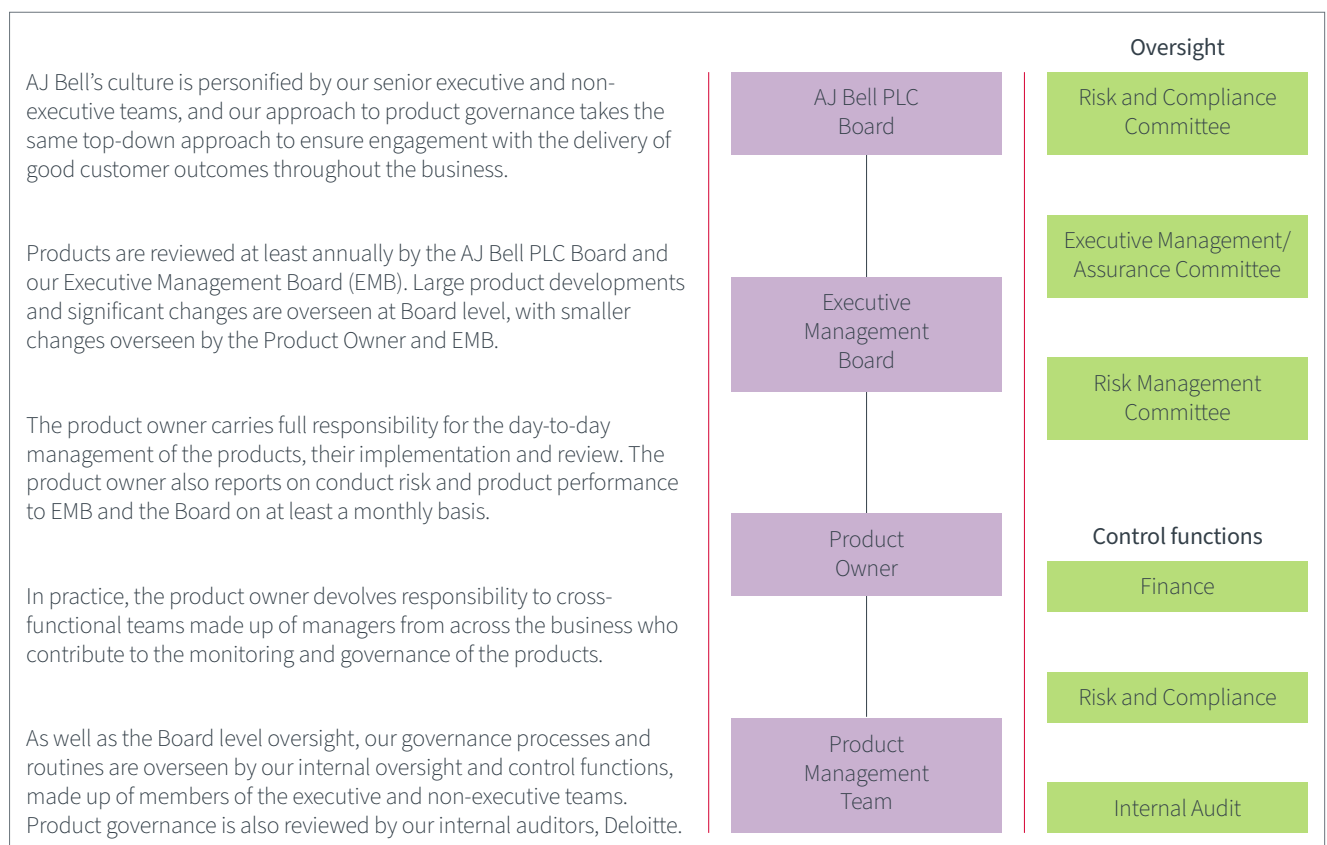 AJ Bell’s culture is personified by our senior executive and non-
executive teams, and our approach to product governance takes the
same top-down approach to ensure engagement with the delivery of
good customer outcomes throughout the business.
Products are reviewed at least annually by the AJ Bell PLC Board and
our Executive Management Board (EMB). Large product developments
and significant changes are overseen at Board level, with smaller
changes overseen by the Product Owner and EMB.
The product owner carries full responsibility for the day-to-day
management of the products, their implementation and review. The
product owner also reports on conduct risk and product performance
to EMB and the Board on at least a monthly basis.
In practice, the product owner devolves responsibility to cross-
functional teams made up of managers from across the business who
contribute to the monitoring and governance of the products.
As well as the Board level oversight, our governance processes and
routines are overseen by our internal oversight and control functions,
made up of members of the executive and non-executive teams.
Product governance is also reviewed by our internal auditors, Deloitte.
AJ Bell PLC
Board
Executive
Management
Board
Product
Owner
Product
Management
Team
Oversight
Risk and Compliance
Committee
Executive Management/
Assurance Committee
Risk Management
Committee
Control functions
Finance
Risk and Compliance
Internal Audit